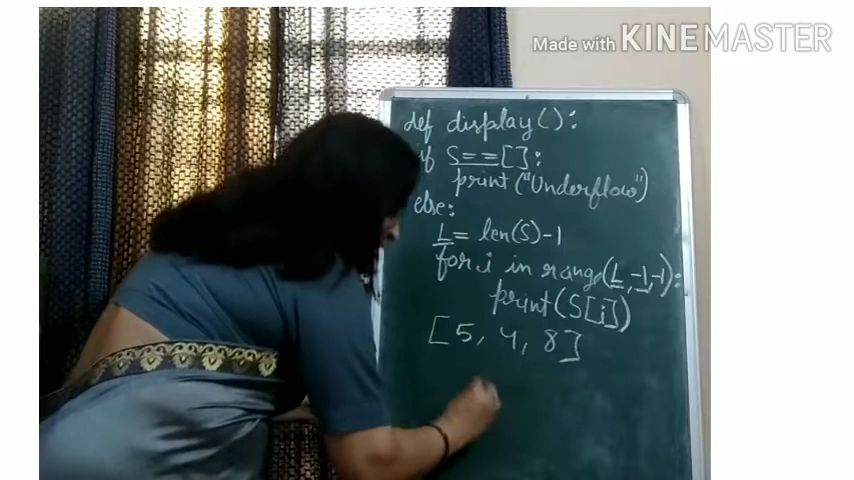 Made with KINEMASTER
def display():
if S==[]:
print("Underflow")
else:
L= len(S)-1
for i in range(L,-1,-1):
print(S[i])
[5, 4, 8]